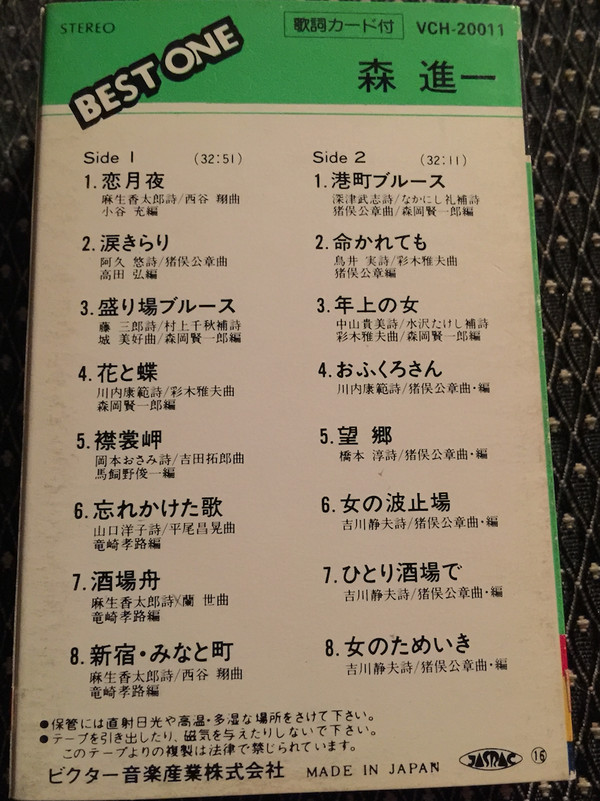 STEREO
歌詞カード付 VCH-20011
BEST ONE
森 進一
Side 1 (32:51)
1.恋月夜
麻生香太郎詩/西谷 翔曲
小谷 充編
2.涙きらり
阿久 悠詩/猪俣公章曲
高田 弘編
3.盛り場ブルース
藤 三郎詩/村上千秋補詩
城 美好曲/森岡賢一郎編
4.花と蝶
川内康範詩/彩木雅夫曲
森岡賢一郎編
5.襟裳岬
岡本おさみ詩/吉田拓郎曲
馬飼野俊一編
6.忘れかけた歌
山口洋子詩/平尾昌晃曲
竜崎孝路編
7.酒場舟
麻生香太郎詩/蘭 世曲
竜崎孝路編
8.新宿・みなと町
麻生香太郎詩/西谷 翔曲
竜崎孝路編
Side 2 (32:11)
1.港町ブルース
深津武志詩/なかにし礼補詩
猪俣公章曲/森岡賢一郎編
2.命かれても
鳥井 実詩/彩木雅夫曲
猪俣公章編
3.年上の女
中山貴美詩/水沢たけし補詩
彩木雅夫曲/森岡賢一郎編
4.おふくろさん
川内康範詩/猪俣公章曲・編
5.望 郷
橋本 淳詩/猪俣公章曲・編
6.女の波止場
吉川静夫詩/猪俣公章曲・編
7.ひとり酒場で
吉川静夫詩/猪俣公章曲・編
8.女のためいき
吉川静夫詩/猪俣公章曲・編
●保管には直射日光や高温・多湿な場所をさけて下さい。
●テープを引き出したり、磁気を与えたりしないで下さい。
このテープよりの複製は法律で禁じられています。
ビクター音楽産業株式会社 MADE IN JAPAN JASRAC 16